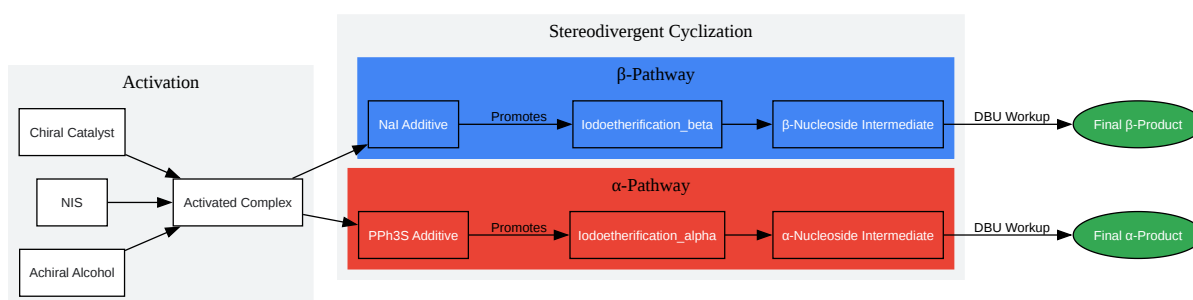 Stereodivergent Cyclization
Activation
β-Pathway
Chiral Catalyst
NaI Additive
Promotes
Iodoetherification_beta
β-Nucleoside Intermediate
DBU Workup
Final β-Product
NIS
Activated Complex
α-Pathway
Achiral Alcohol
PPh3S Additive
Promotes
Iodoetherification_alpha
α-Nucleoside Intermediate
DBU Workup
Final α-Product